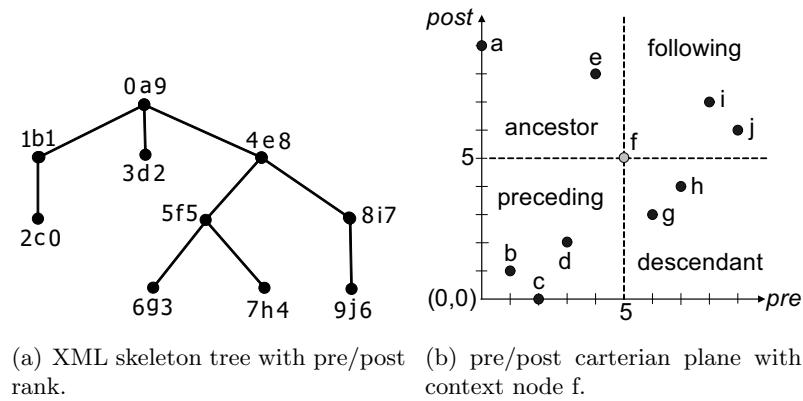 0a9
1b1
3d2
4e8
2c0
5f5
8i7
6g3
7h4
9j6
post
a
e
following
i
j
ancestor
f
5
preceding
h
g
b
c
d
descendant
(0,0)
5
pre
(a) XML skeleton tree with pre/post
rank.
(b) pre/post carterian plane with
context node f.